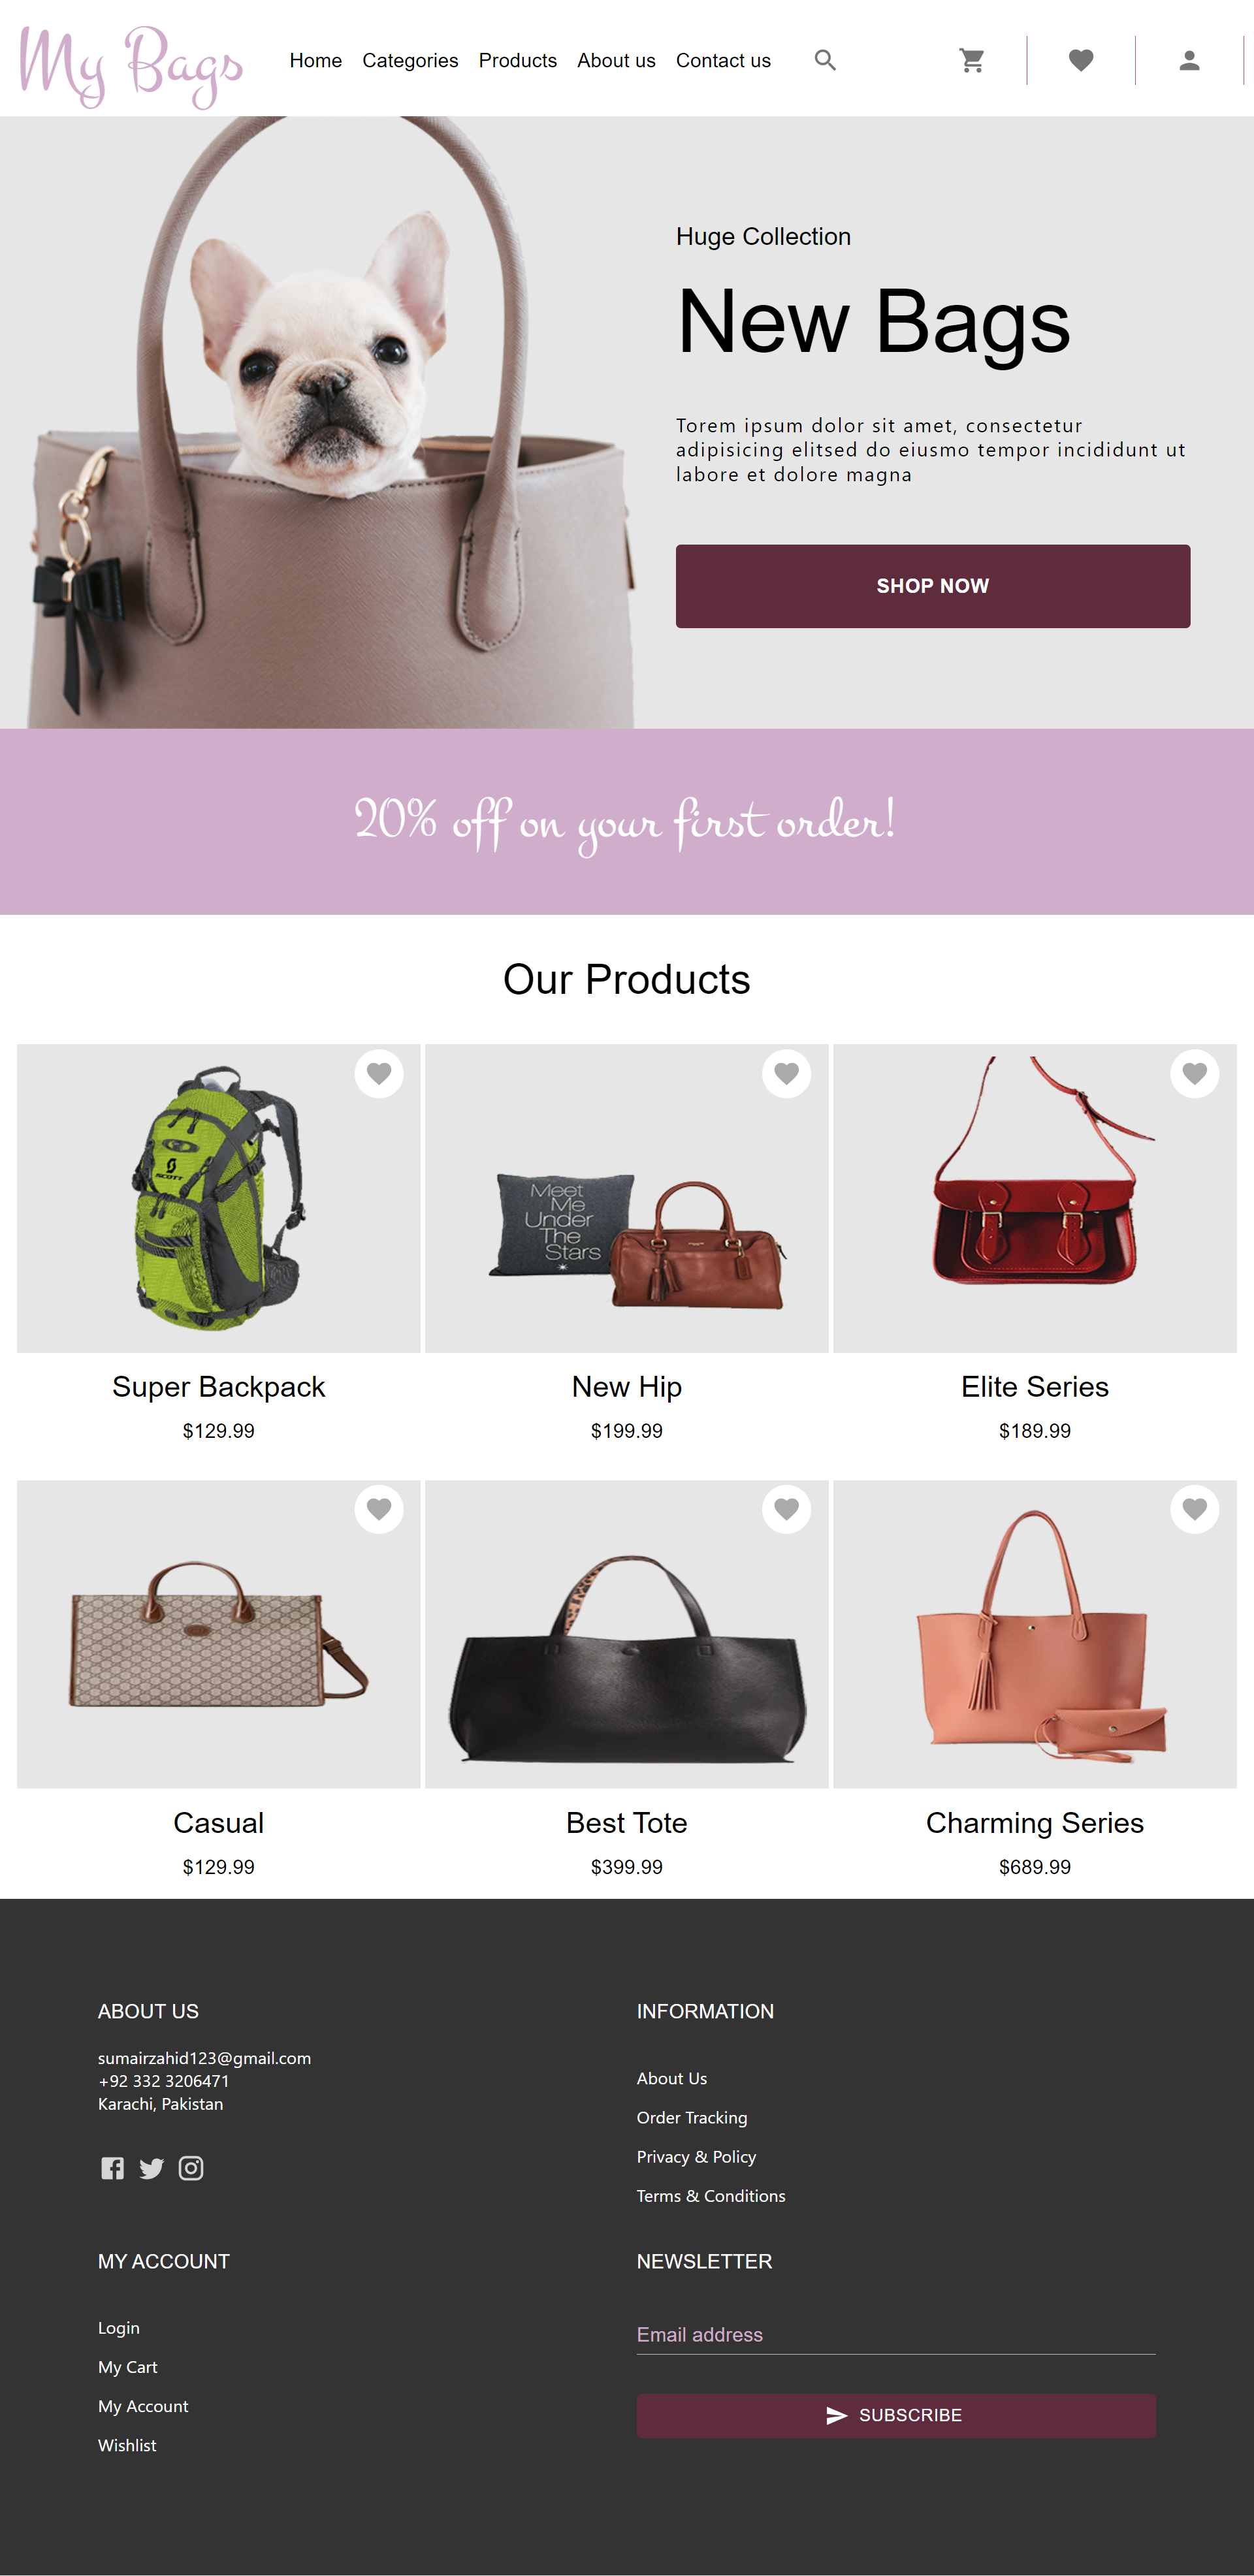 My Bags
Home Categories Products About us Contact us
Huge Collection
New Bags
Torem ipsum dolor sit amet, consectetur
adipisicing elitsed do eiusmo tempor incididunt ut
labore et dolore magna
SHOP NOW
20% off on your first order!
Our Products
SCOTT
Meet
Me
Under
The
Stars
Super Backpack
$129.99
New Hip
$199.99
Elite Series
$189.99
Casual
$129.99
Best Tote
$399.99
Charming Series
$689.99
ABOUT US
sumairzahid123@gmail.com
+92 332 3206471
Karachi, Pakistan
INFORMATION
About Us
Order Tracking
Privacy & Policy
Terms & Conditions
MY ACCOUNT
Login
My Cart
My Account
Wishlist
NEWSLETTER
Email address
SUBSCRIBE